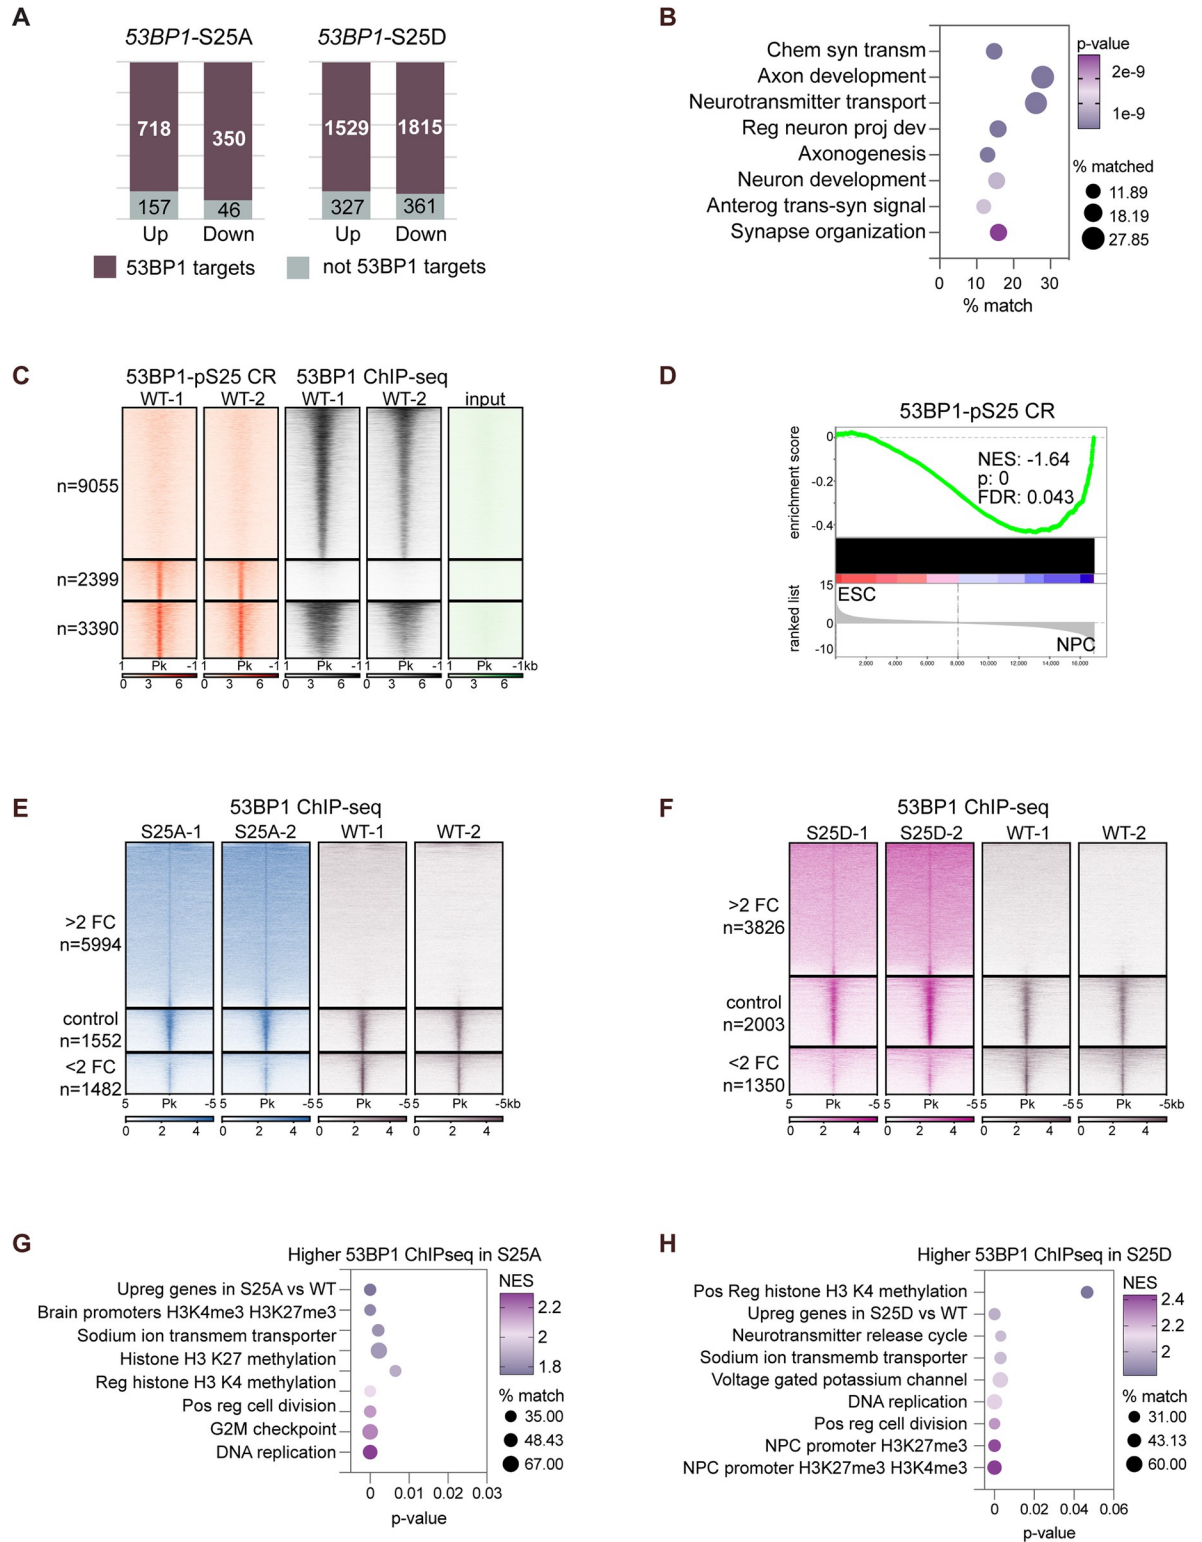 A
53BP1-S25A
53BP1-S25D
718
350
1529
1815
157
46
327
361
Up
Down
Up
Down
53BP1 targets
not 53BP1 targets
B
Chem syn transm
Axon development
Neurotransmitter transport
Reg neuron proj dev
Axonogenesis
Neuron development
Anterog trans-syn signal
Synapse organization
0
10
20
30
% match
p-value
2e-9
1e-9
% matched
11.89
18.19
27.85
C
53BP1-pS25 CR
53BP1 ChIP-seq
WT-1
WT-2
WT-1
WT-2
input
n=9055
n=2399
n=3390
1 Pk -1
1 Pk -1
1 Pk -1
1 Pk -1
1 Pk -1kb
0 3 6
0 3 6
0 3 6
0 3 6
0 3 6
D
53BP1-pS25 CR
enrichment score
0
-0.2
-0.4
NES: -1.64
p: 0
FDR: 0.043
ranked list
15
0
-10
ESC
NPC
2,000
4,000
6,000
8,000
10,000
12,000
14,000
16,000
E
53BP1 ChIP-seq
S25A-1
S25A-2
WT-1
WT-2
>2 FC
n=5994
control
n=1552
<2 FC
n=1482
5 Pk -5
5 Pk -5
5 Pk -5
5 Pk -5kb
0 2 4
0 2 4
0 2 4
0 2 4
F
53BP1 ChIP-seq
S25D-1
S25D-2
WT-1
WT-2
>2 FC
n=3826
control
n=2003
<2 FC
n=1350
5 Pk -5
5 Pk -5
5 Pk -5
5 Pk -5kb
0 2 4
0 2 4
0 2 4
0 2 4
G
Higher 53BP1 ChIPseq in S25A
Upreg genes in S25A vs WT
Brain promoters H3K4me3 H3K27me3
Sodium ion transmem transporter
Histone H3 K27 methylation
Reg histone H3 K4 methylation
Pos reg cell division
G2M checkpoint
DNA replication
0
0.01
0.02
0.03
p-value
NES
2.2
2
1.8
% match
35.00
48.43
67.00
H
Higher 53BP1 ChIPseq in S25D
Pos Reg histone H3 K4 methylation
Upreg genes in S25D vs WT
Neurotransmitter release cycle
Sodium ion transmemb transporter
Voltage gated potassium channel
DNA replication
Pos reg cell division
NPC promoter H3K27me3
NPC promoter H3K27me3 H3K4me3
0
0.02
0.04
0.06
p-value
NES
2.4
2.2
2
% match
31.00
43.13
60.00